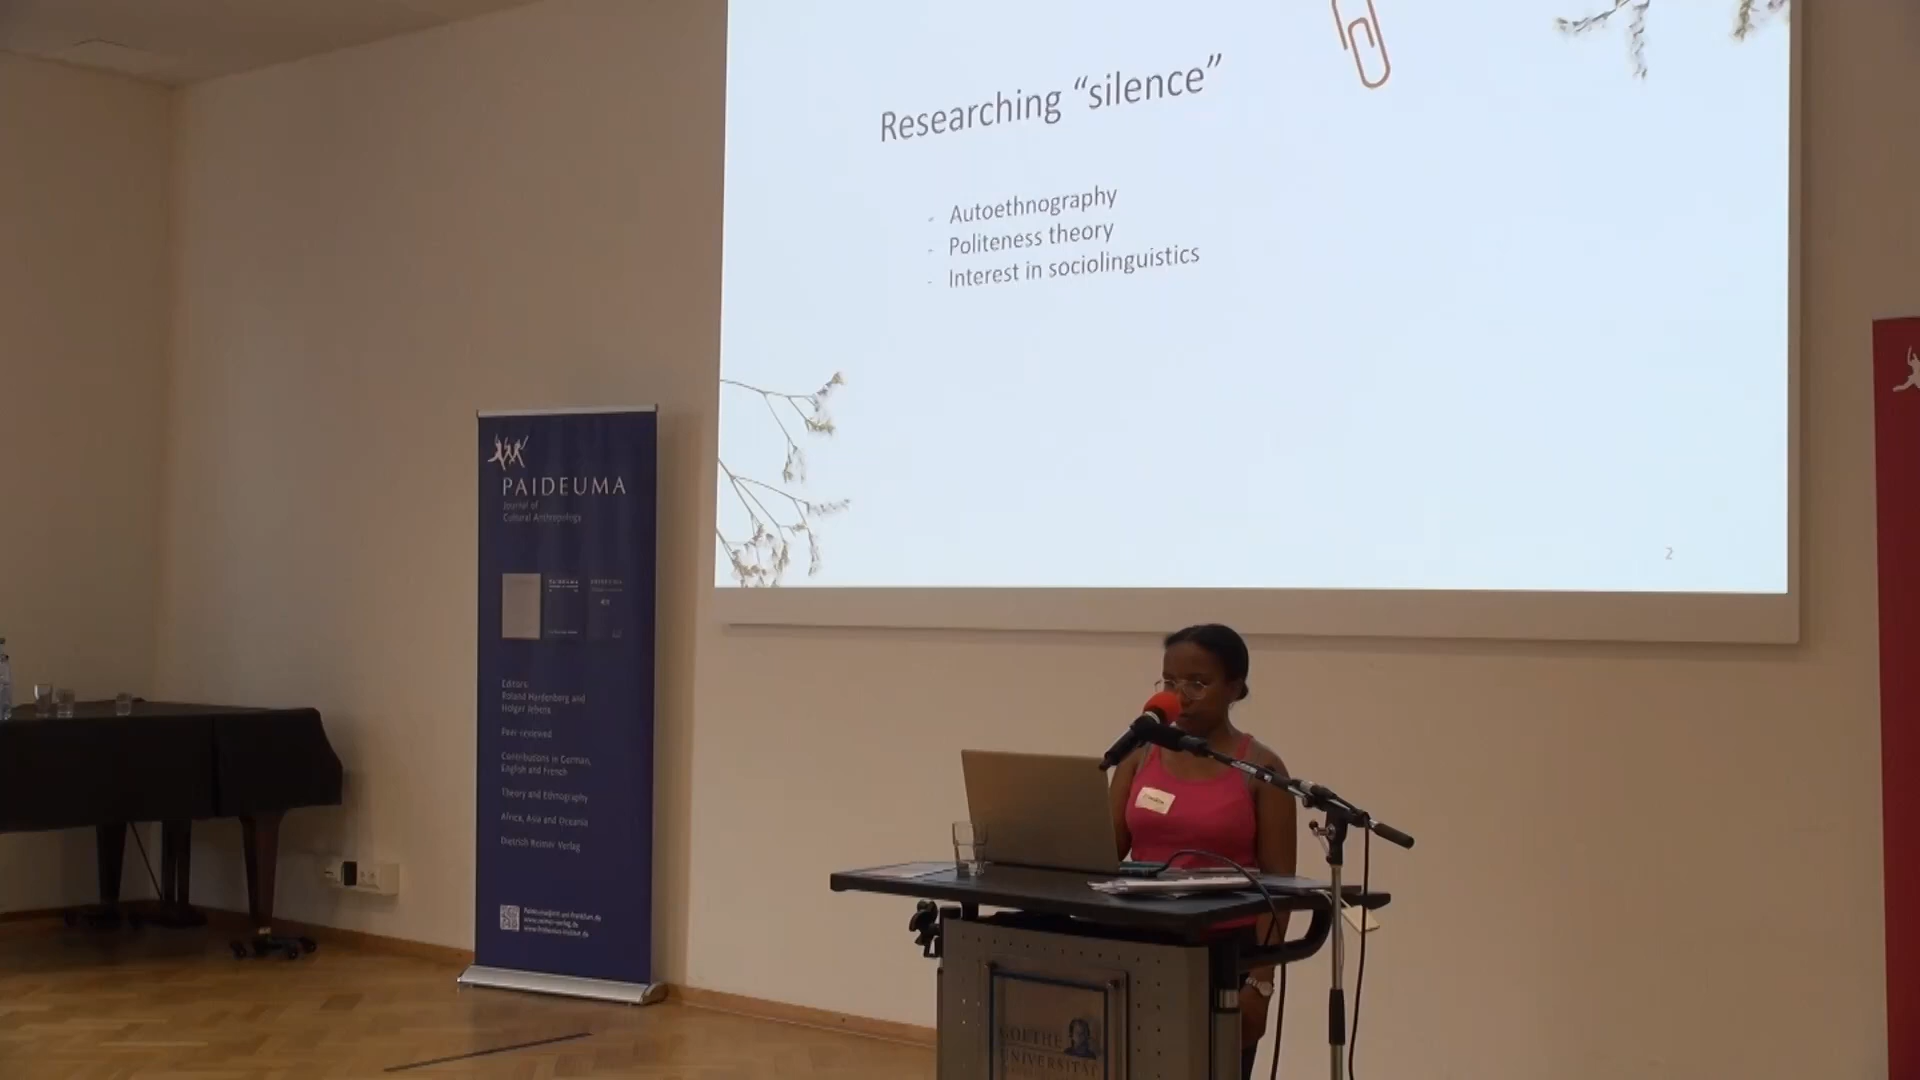 Researching “silence”
- Autoethnography
- Politeness theory
- Interest in sociolinguistics
2
PAIDEUMA
Journal of
Cultural Anthropology
Editors:
Roland Hardenberg and
Holger Jebens
Peer-reviewed
Contributions in German,
English and French
Theory and Ethnography
Africa, Asia and Oceania
Dietrich Reimer Verlag
GOETHE
UNIVERSITÄT